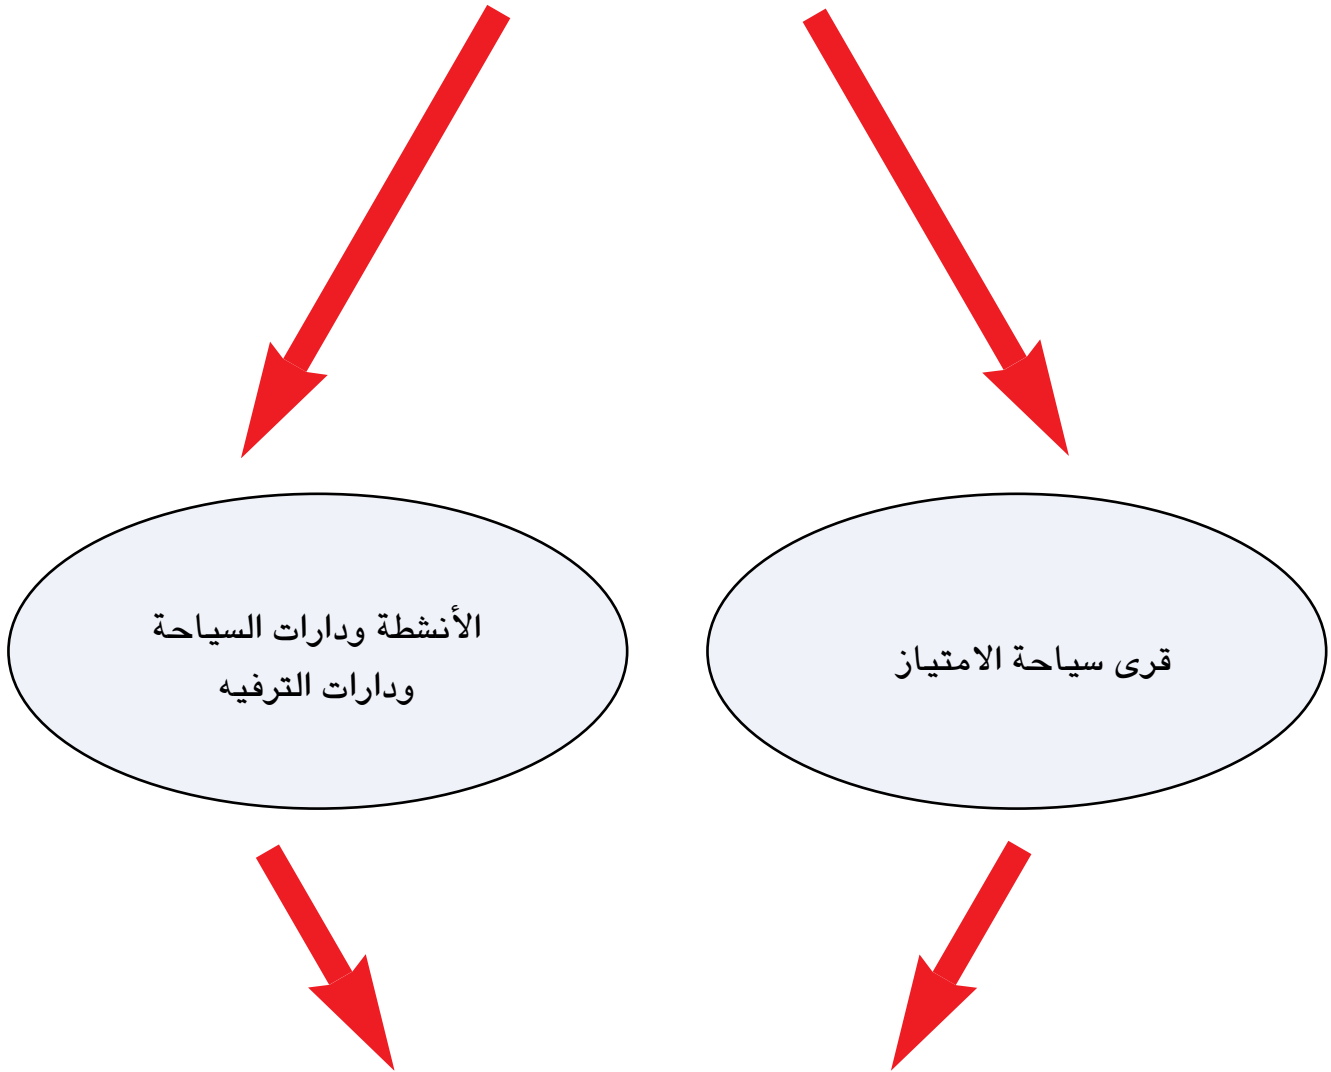 قرى سياحة الامتياز
الأنشطة ودارات السياحة
ودارات الترفيه